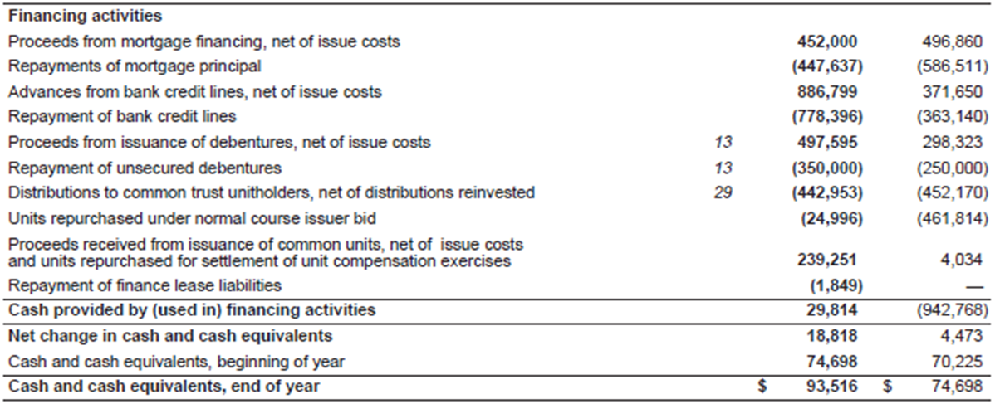 Financing activities
Proceeds from mortgage financing, net of issue costs 452,000 496,860
Repayments of mortgage principal (447,637) (586,511)
Advances from bank credit lines, net of issue costs 886,799 371,650
Repayment of bank credit lines (778,396) (363,140)
Proceeds from issuance of debentures, net of issue costs 13 497,595 298,323
Repayment of unsecured debentures 13 (350,000) (250,000)
Distributions to common trust unitholders, net of distributions reinvested 29 (442,953) (452,170)
Units repurchased under normal course issuer bid (24,996) (461,814)
Proceeds received from issuance of common units, net of issue costs
and units repurchased for settlement of unit compensation exercises 239,251 4,034
Repayment of finance lease liabilities (1,849) —
Cash provided by (used in) financing activities 29,814 (942,768)
Net change in cash and cash equivalents 18,818 4,473
Cash and cash equivalents, beginning of year 74,698 70,225
Cash and cash equivalents, end of year $ 93,516 $ 74,698